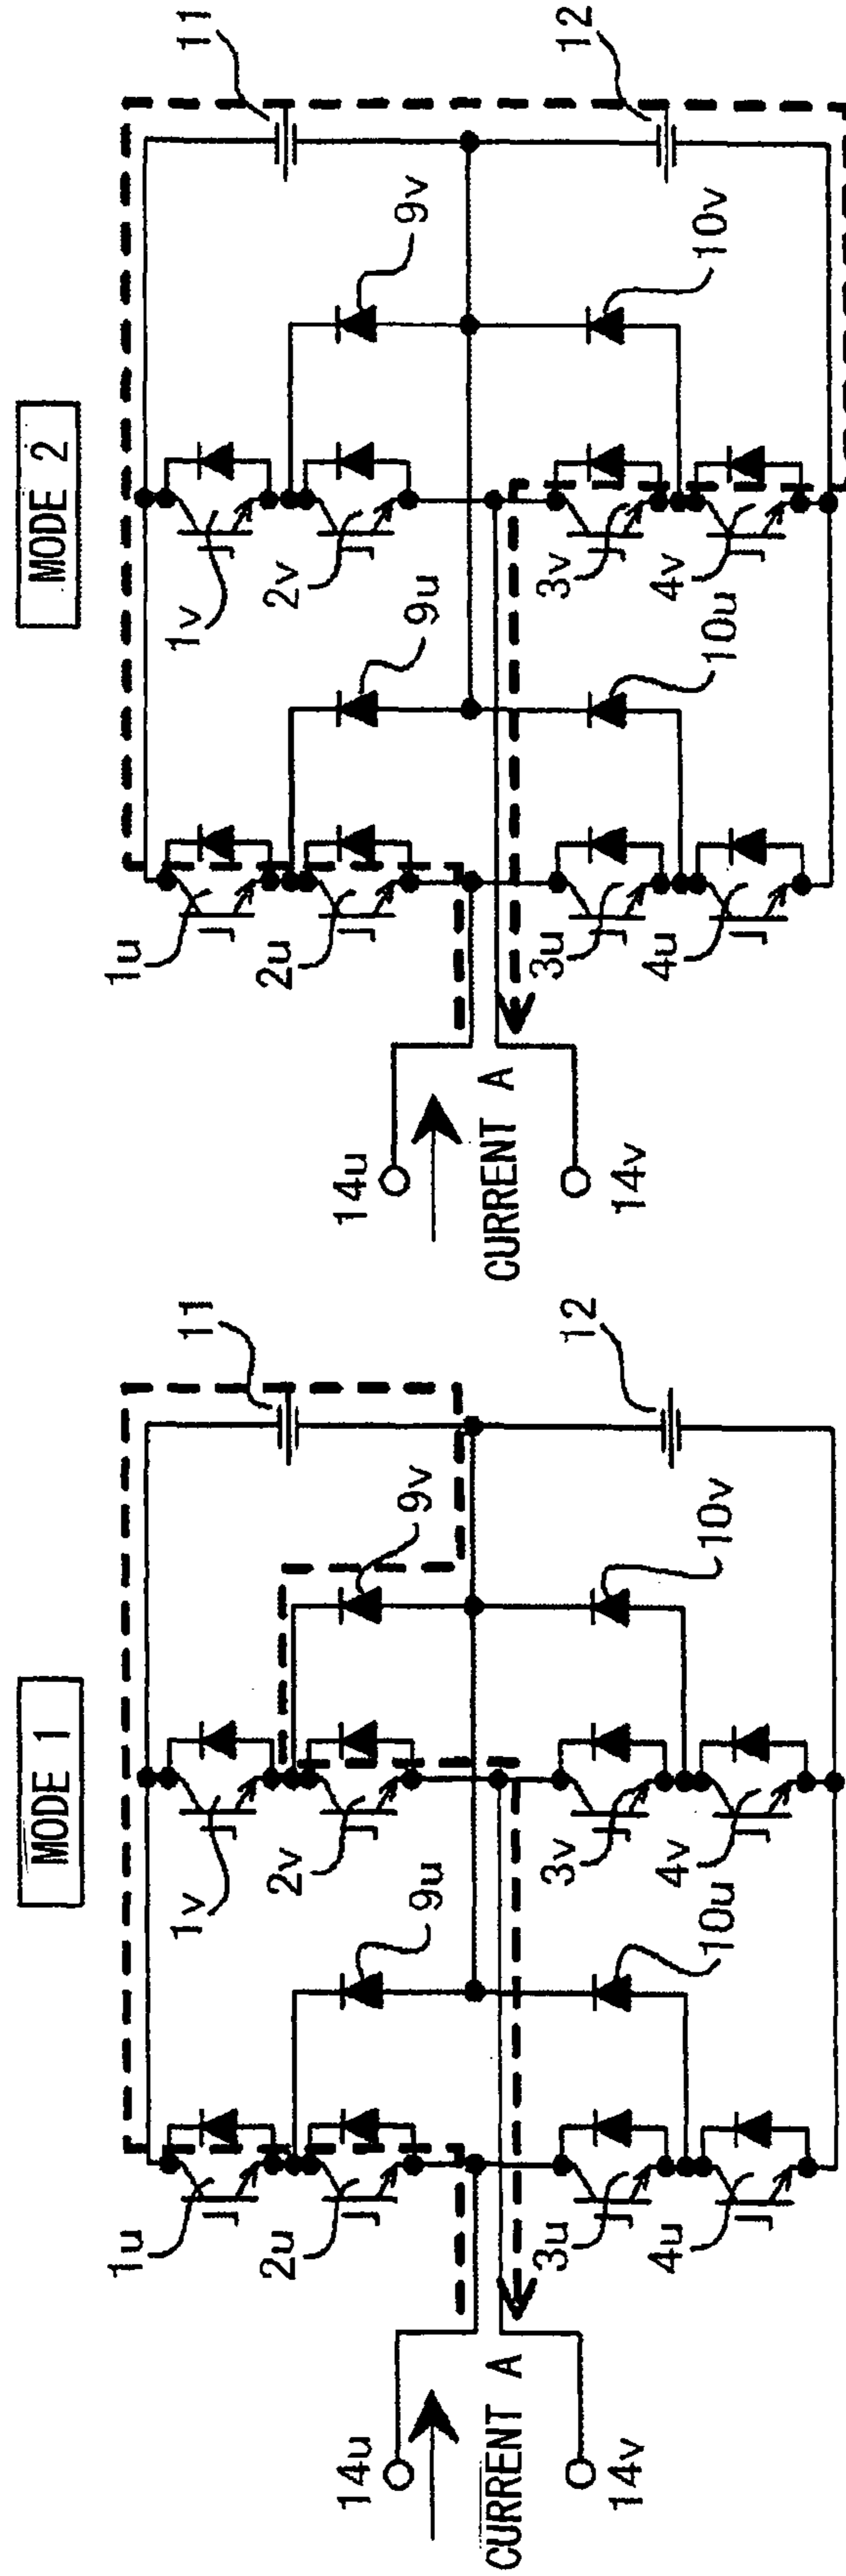 MODE 1
11
12
1v
2v
9v
3v
4v
10v
1u
2u
9u
3u
4u
10u
14u
CURRENT A
14v
MODE 2
11
12
1v
2v
9v
3v
4v
10v
1u
2u
9u
3u
4u
10u
14u
CURRENT A
14v